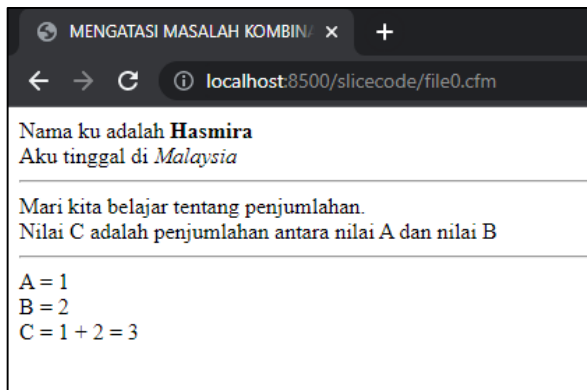 MENGATASI MASALAH KOMBIN
localhost:8500/slicecode/file0.cfm
Nama ku adalah Hasmira
Aku tinggal di Malaysia
Mari kita belajar tentang penjumlahan.
Nilai C adalah penjumlahan antara nilai A dan nilai B
A = 1
B = 2
C = 1 + 2 = 3